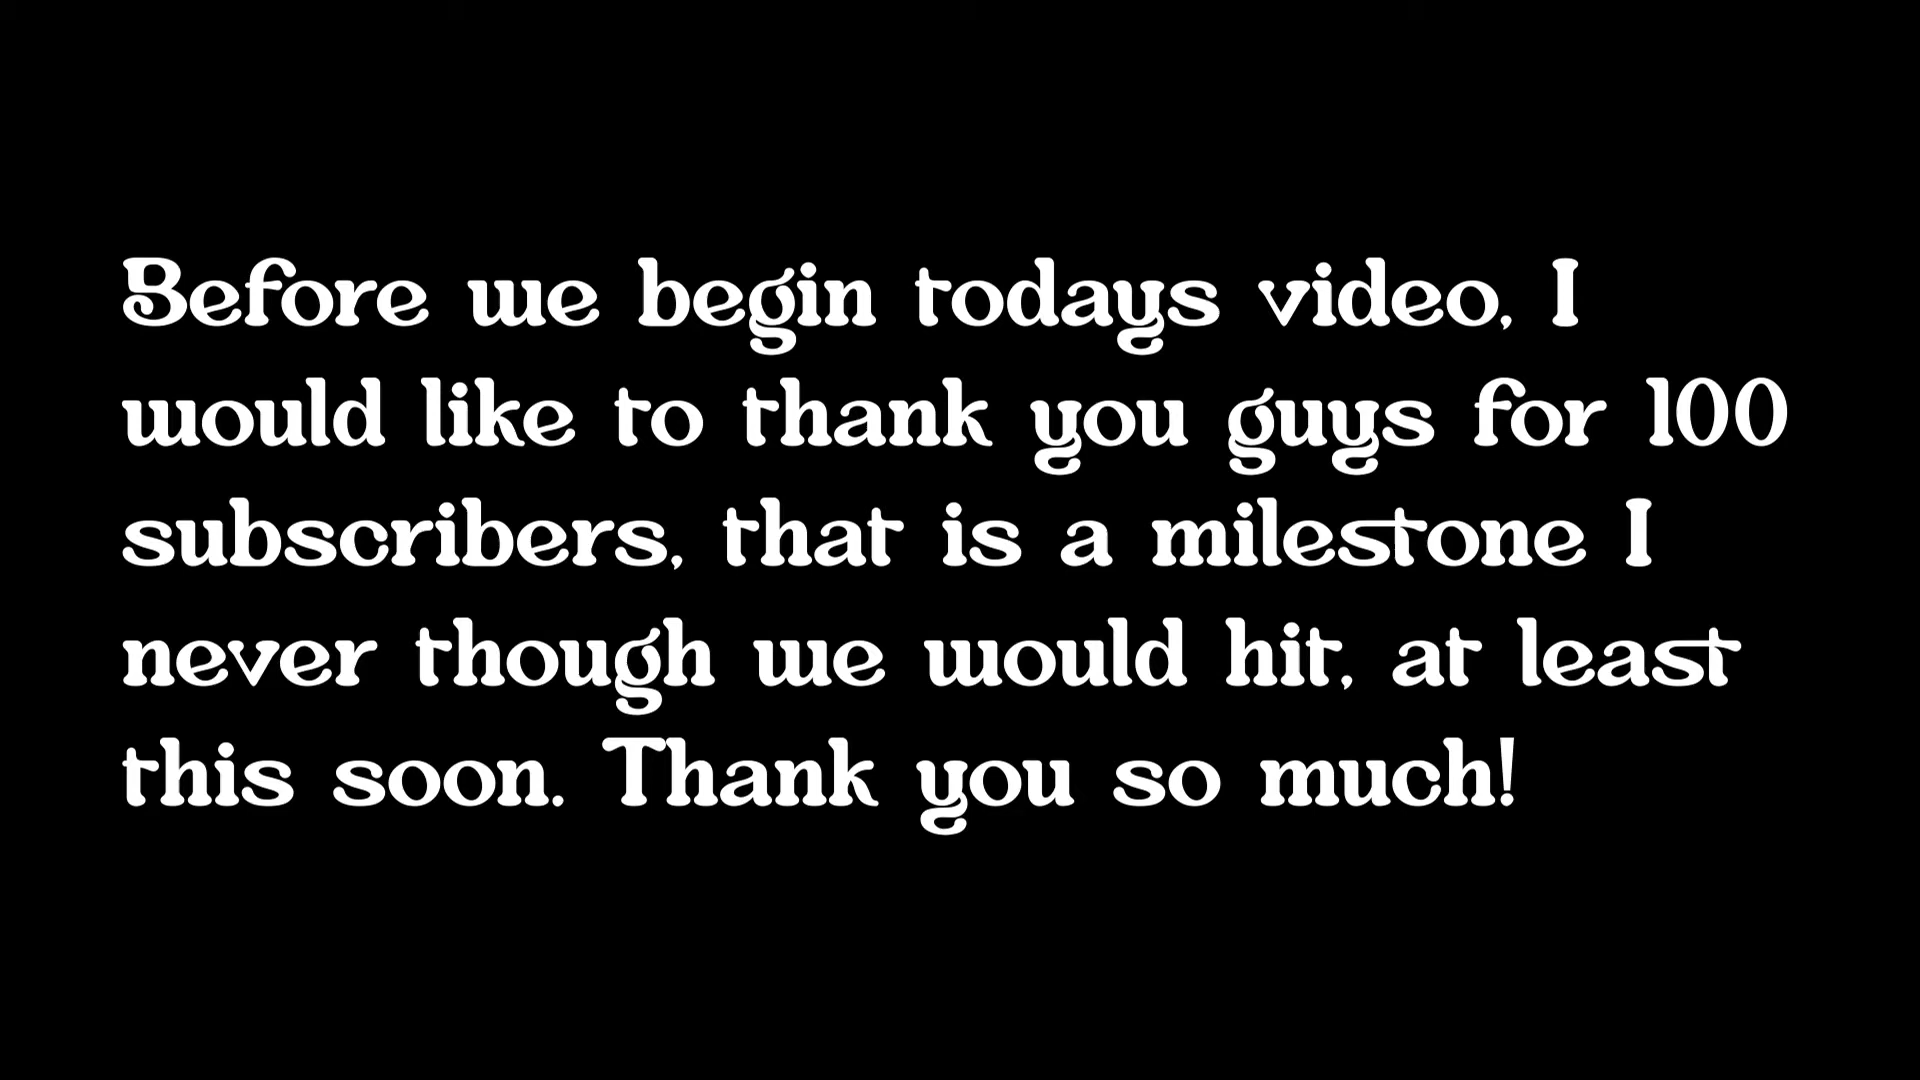 Before we begin todays video, I
would like to thank you guys for 100
subscribers, that is a milestone I
never though we would hit, at least
this soon. Thank you so much!